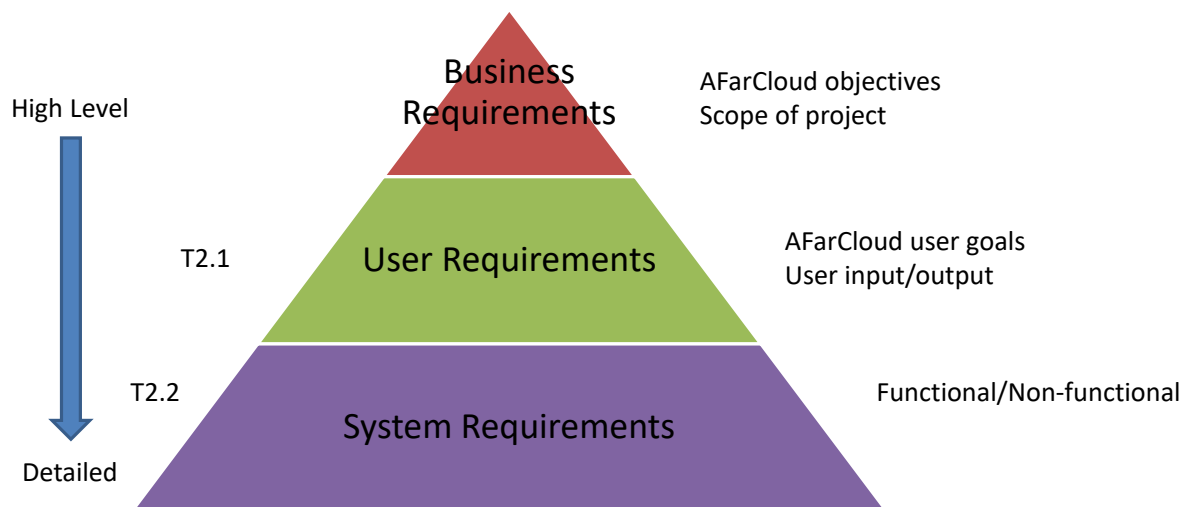 Business
Requirements
AFarCloud objectives
Scope of project
High Level
T2.1
User Requirements
AFarCloud user goals
User input/output
T2.2
System Requirements
Functional/Non-functional
Detailed